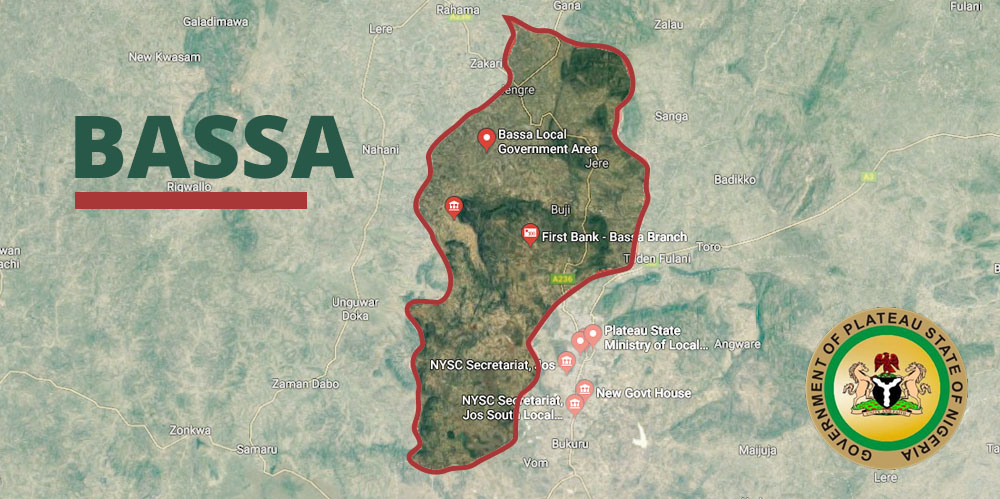 Rahama
Gana
Fulani
Galadimawa
Lere
Zalau
New Kwasam
Zakari
engre
Sanga
Bassa Local
Government Area
BASSA
Nahani
Jere
A3
Badikko
Rigwallo
Buji
First Bank - Bassa Branch
Toro
Tilden Fulani
A236
Unguwar
Doka
GOVERNMENT OF PLATEAU STATE OF NIGERIA
Plateau State
Ministry of Local...
Angware
NYSC Secretariat, Jos
Zaman Dabo
New Govt House
NYSC Secretariat,
Jos South Local...
Zonkwa
Samaru
Bukuru
Vom
Maijuja
Lere